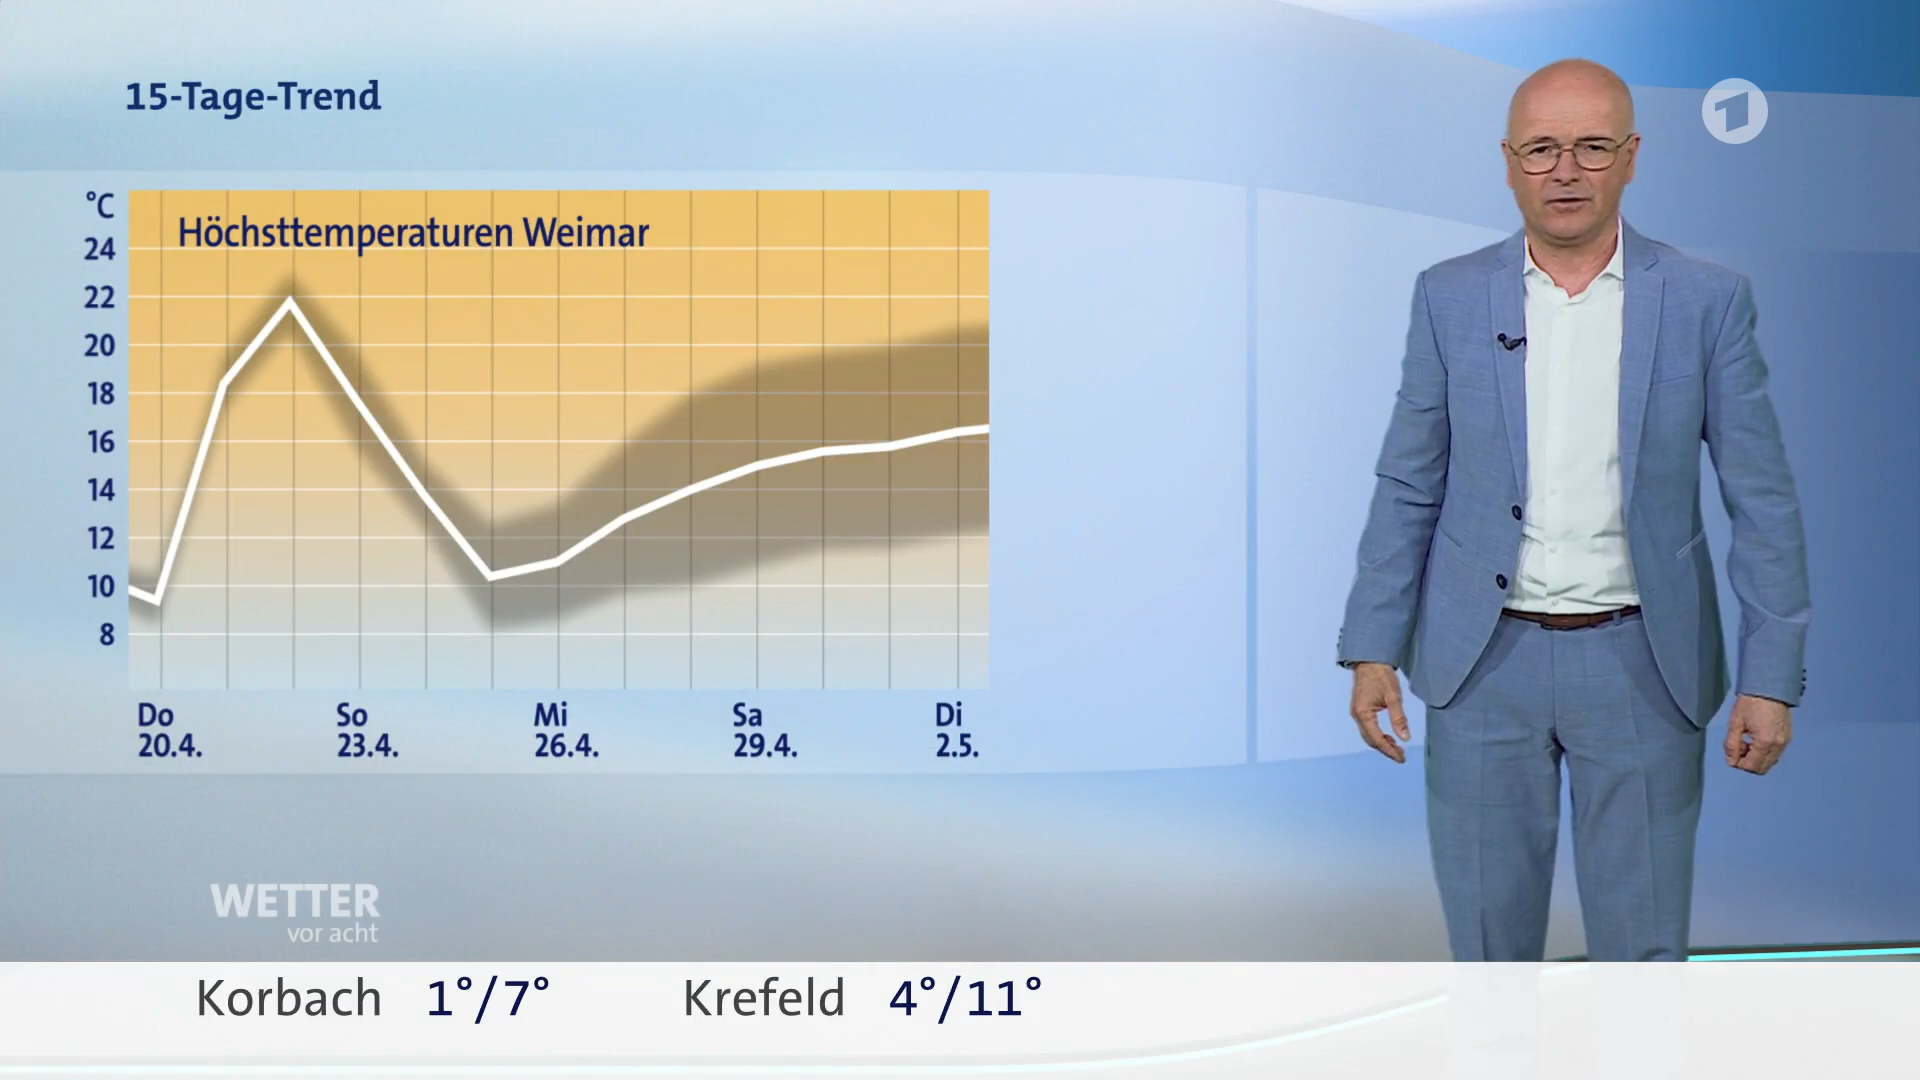 15-Tage-Trend
°C
Höchsttemperaturen Weimar
24
22
20
18
16
14
12
10
8
Do So Mi Sa Di
20.4. 23.4. 26.4. 29.4. 2.5.
WETTER
vor acht
Korbach 1°/7° Krefeld 4°/11°
1